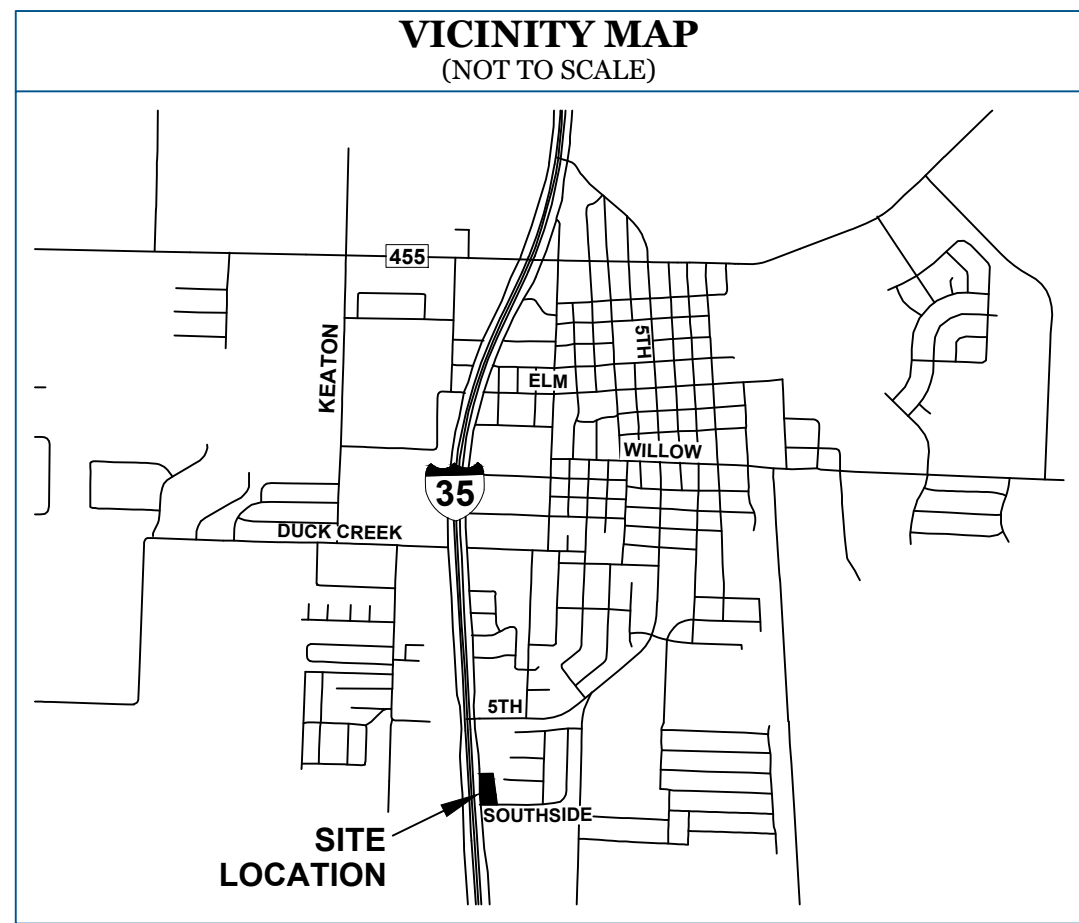 VICINITY MAP
(NOT TO SCALE)
455
KEATON
5TH
ELM
WILLOW
35
DUCK CREEK
5TH
SOUTHSIDE
SITE
LOCATION